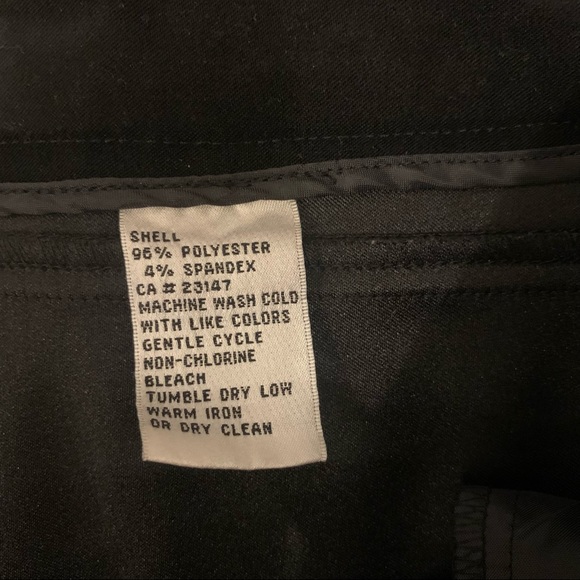 SHELL
96% POLYESTER
4% SPANDEX
CA # 23147
MACHINE WASH COLD
WITH LIKE COLORS
GENTLE CYCLE
NON-CHLORINE
BLEACH
TUMBLE DRY LOW
WARM IRON
OR DRY CLEAN